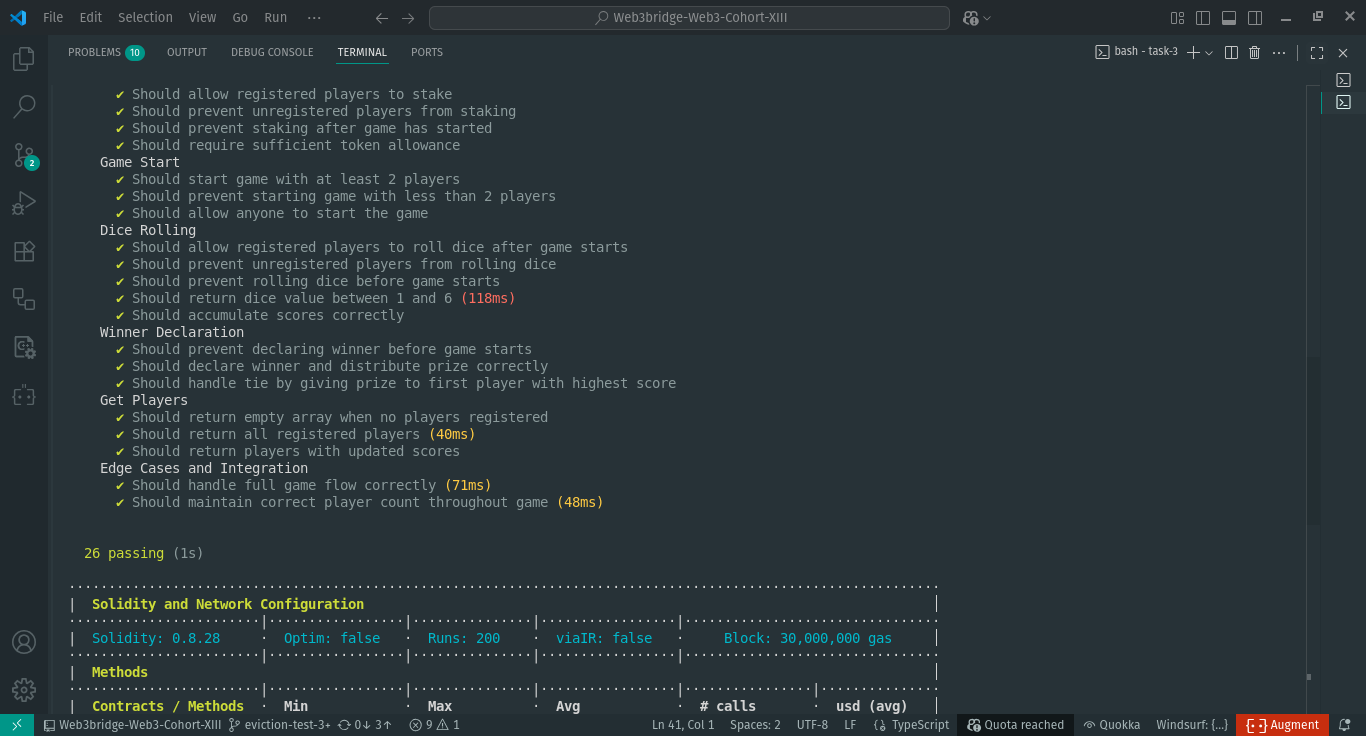 File Edit Selection View Go Run ··· Web3bridge-Web3-Cohort-XIII
PROBLEMS 10 OUTPUT DEBUG CONSOLE TERMINAL PORTS bash - task-3
✔ Should allow registered players to stake
✔ Should prevent unregistered players from staking
✔ Should prevent staking after game has started
✔ Should require sufficient token allowance
Game Start
✔ Should start game with at least 2 players
✔ Should prevent starting game with less than 2 players
✔ Should allow anyone to start the game
Dice Rolling
✔ Should allow registered players to roll dice after game starts
✔ Should prevent unregistered players from rolling dice
✔ Should prevent rolling dice before game starts
✔ Should return dice value between 1 and 6 (118ms)
✔ Should accumulate scores correctly
Winner Declaration
✔ Should prevent declaring winner before game starts
✔ Should declare winner and distribute prize correctly
✔ Should handle tie by giving prize to first player with highest score
Get Players
✔ Should return empty array when no players registered
✔ Should return all registered players (40ms)
✔ Should return players with updated scores
Edge Cases and Integration
✔ Should handle full game flow correctly (71ms)
✔ Should maintain correct player count throughout game (48ms)
2
26 passing (1s)
| Solidity and Network Configuration |
| Solidity: 0.8.28 · Optim: false · Runs: 200 · viaIR: false · Block: 30,000,000 gas |
| Methods |
| Contracts / Methods · Min · Max · Avg · # calls · usd (avg) |
Web3bridge-Web3-Cohort-XIII eviction-test-3+ 0↓ 3↑ 9 1 Ln 41, Col 1 Spaces: 2 UTF-8 LF TypeScript Quota reached Quokka Windsurf: {...} Augment